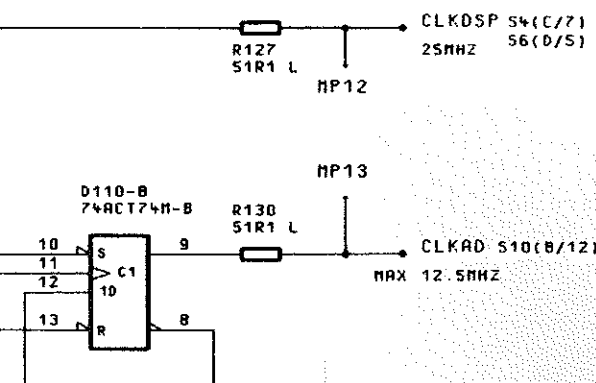 CLKDSP S4(C/7)
S6(D/5)
25MHZ
R127
51R1 L
MP12
MP13
D110-B
74ACT74M-B
R130
51R1 L
10 S 9
11 C1
12 1D
13 R 8
CLKAD S10(B/12)
MAX 12.5MHZ